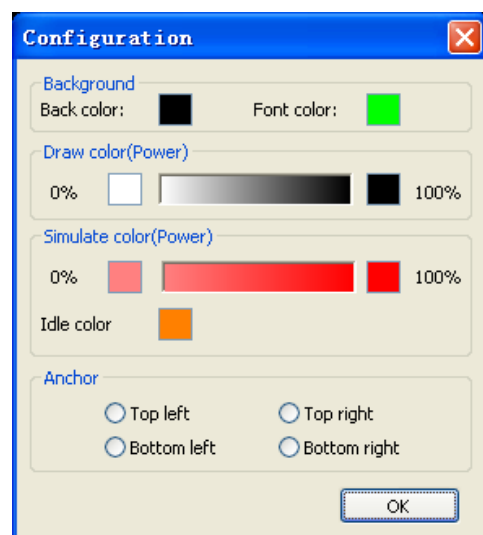 Configuration
Background
Back color: Font color:
Draw color(Power)
0% 100%
Simulate color(Power)
0% 100%
Idle color
Anchor
Top left Top right
Bottom left Bottom right
OK